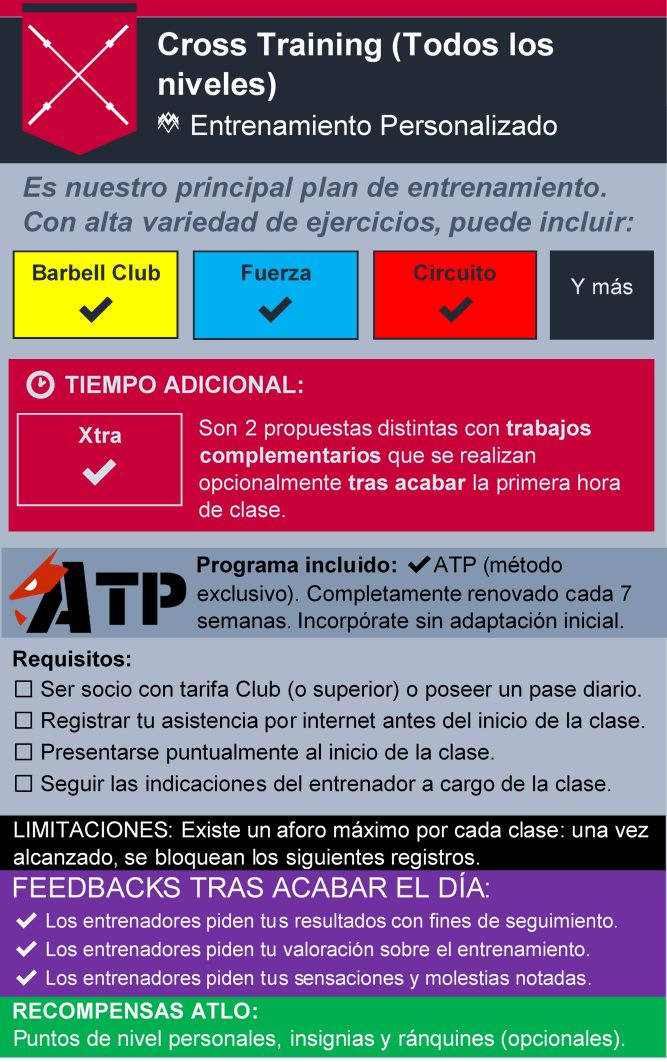 Cross Training (Todos los
niveles)
Entrenamiento Personalizado
Es nuestro principal plan de entrenamiento.
Con alta variedad de ejercicios, puede incluir:
Barbell Club
Fuerza
Circuito
Y más
TIEMPO ADICIONAL:
Xtra
Son 2 propuestas distintas con trabajos
complementarios que se realizan
opcionalmente tras acabar la primera hora
de clase.
ATP
Programa incluido: ✔ATP (método
exclusivo). Completamente renovado cada 7
semanas. Incorpórate sin adaptación inicial.
Requisitos:
☐ Ser socio con tarifa Club (o superior) o poseer un pase diario.
☐ Registrar tu asistencia por internet antes del inicio de la clase.
☐ Presentarse puntualmente al inicio de la clase.
☐ Seguir las indicaciones del entrenador a cargo de la clase.
LIMITACIONES: Existe un aforo máximo por cada clase: una vez
alcanzado, se bloquean los siguientes registros.
FEEDBACKS TRAS ACABAR EL DÍA:
✔ Los entrenadores piden tus resultados con fines de seguimiento.
✔ Los entrenadores piden tu valoración sobre el entrenamiento.
✔ Los entrenadores piden tus sensaciones y molestias notadas.
RECOMPENSAS ATLO:
Puntos de nivel personales, insignias y ránquines (opcionales).